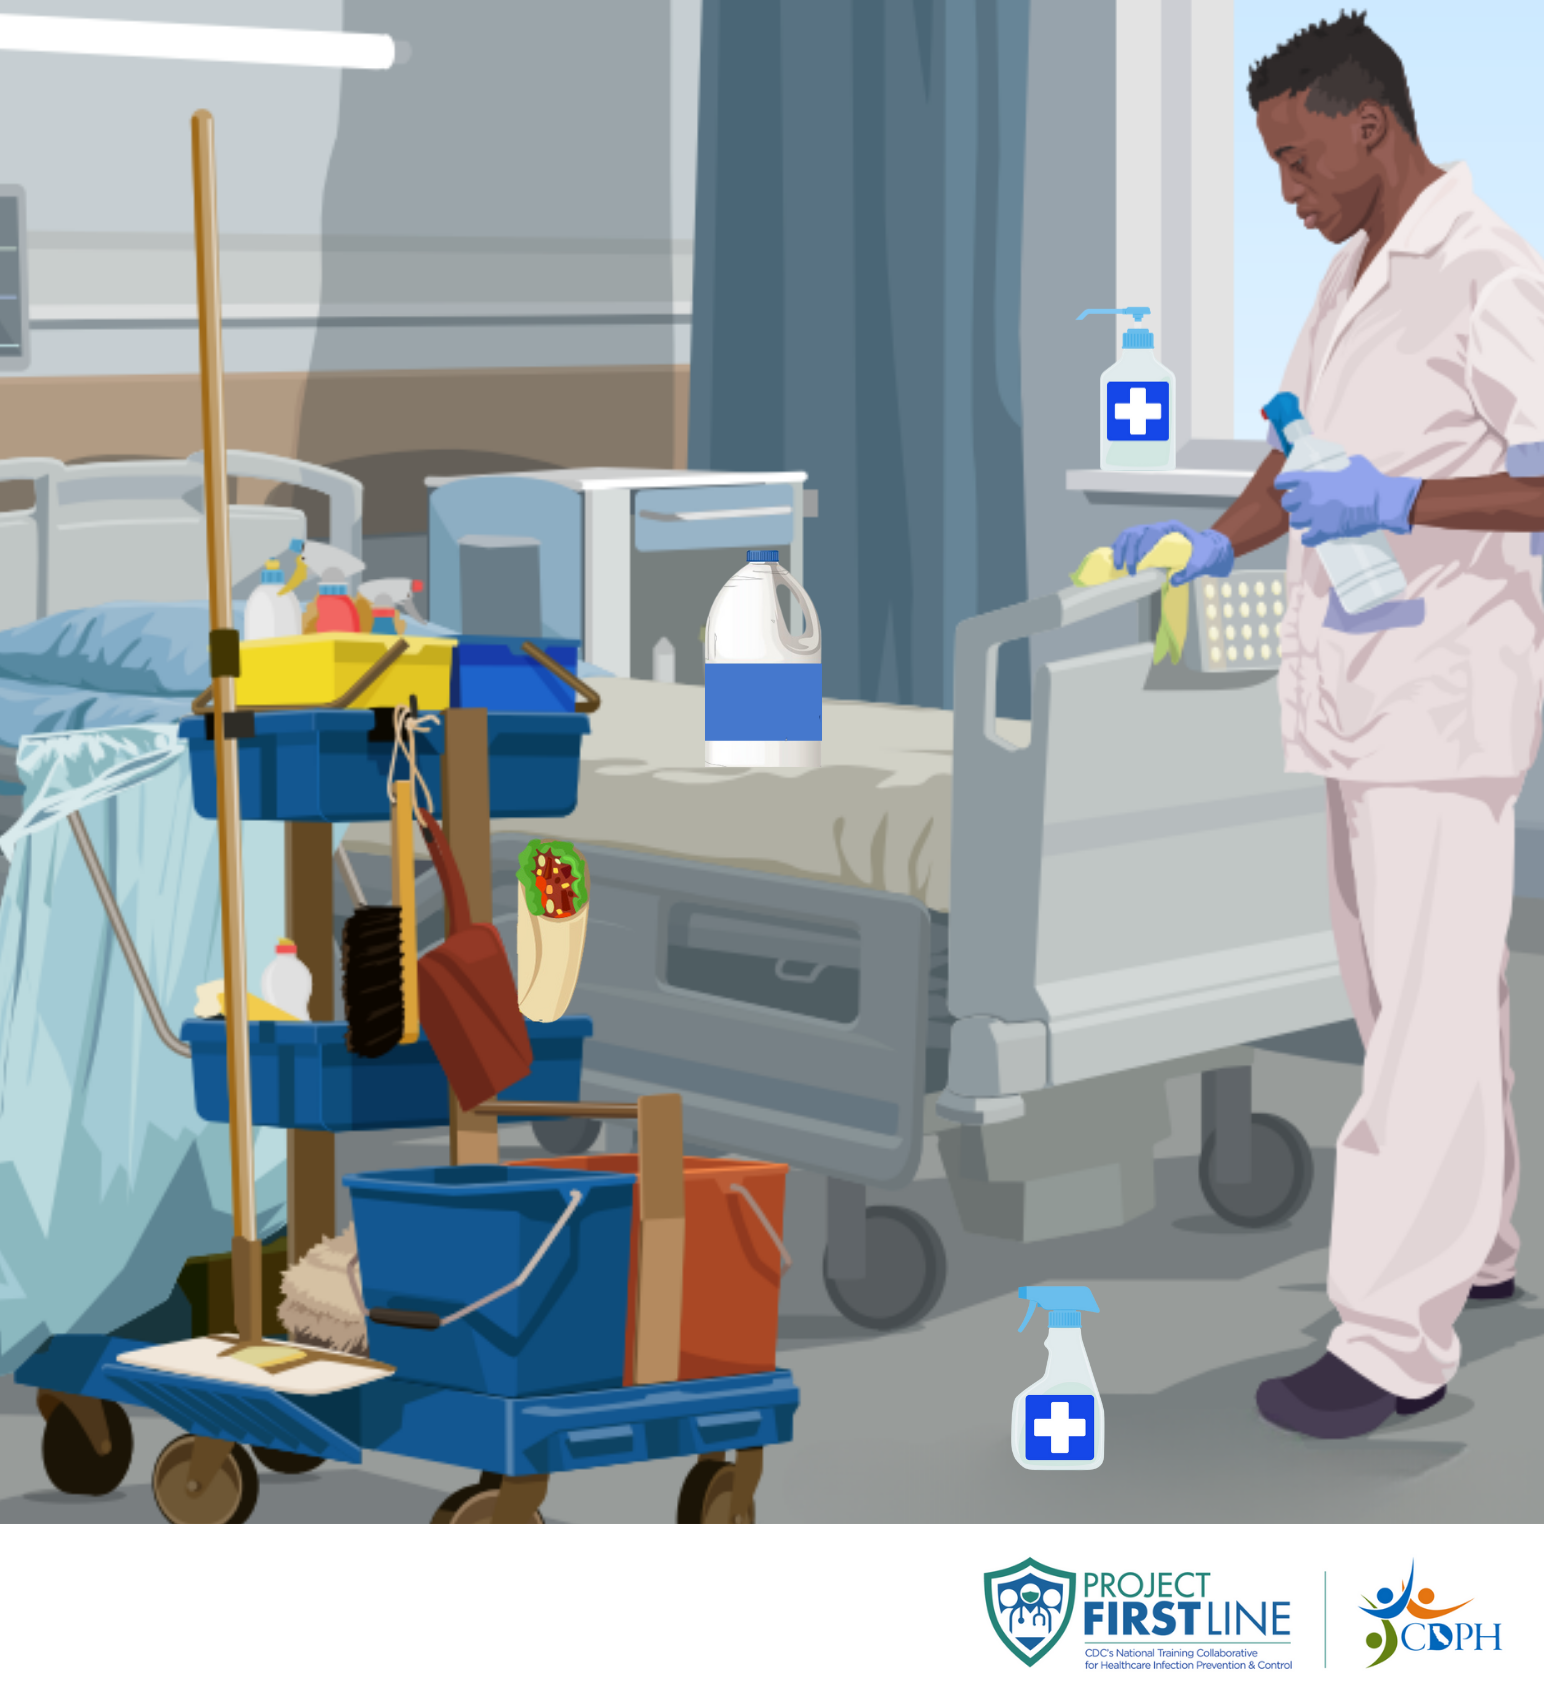 PROJECT
FIRSTLINE
CDC's National Training Collaborative
for Healthcare Infection Prevention & Control
CDPH